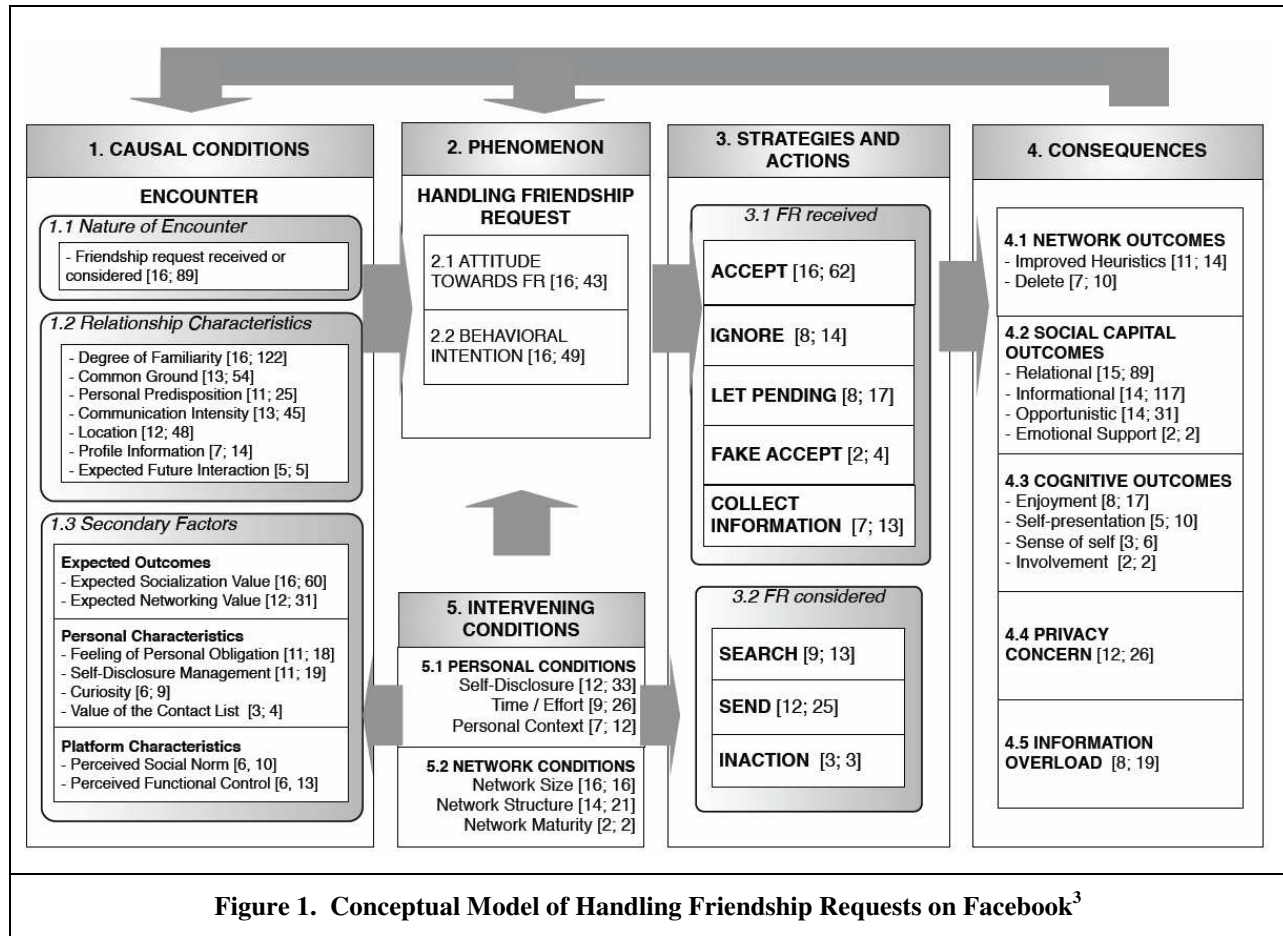 1. CAUSAL CONDITIONS
ENCOUNTER
1.1 Nature of Encounter
- Friendship request received or
considered [16; 89]
1.2 Relationship Characteristics
- Degree of Familiarity [16; 122]
- Common Ground [13; 54]
- Personal Predisposition [11; 25]
- Communication Intensity [13; 45]
- Location [12; 48]
- Profile Information [7; 14]
- Expected Future Interaction [5; 5]
1.3 Secondary Factors
Expected Outcomes
- Expected Socialization Value [16; 60]
- Expected Networking Value [12; 31]
Personal Characteristics
- Feeling of Personal Obligation [11; 18]
- Self-Disclosure Management [11; 19]
- Curiosity [6; 9]
- Value of the Contact List [3; 4]
Platform Characteristics
- Perceived Social Norm [6, 10]
- Perceived Functional Control [6, 13]
2. PHENOMENON
HANDLING FRIENDSHIP
REQUEST
2.1 ATTITUDE
TOWARDS FR [16; 43]
2.2 BEHAVIORAL
INTENTION [16; 49]
5. INTERVENING
CONDITIONS
5.1 PERSONAL CONDITIONS
Self-Disclosure [12; 33]
Time / Effort [9; 26]
Personal Context [7; 12]
5.2 NETWORK CONDITIONS
Network Size [16; 16]
Network Structure [14; 21]
Network Maturity [2; 2]
3. STRATEGIES AND
ACTIONS
3.1 FR received
ACCEPT [16; 62]
IGNORE [8; 14]
LET PENDING [8; 17]
FAKE ACCEPT [2; 4]
COLLECT
INFORMATION [7; 13]
3.2 FR considered
SEARCH [9; 13]
SEND [12; 25]
INACTION [3; 3]
4. CONSEQUENCES
4.1 NETWORK OUTCOMES
- Improved Heuristics [11; 14]
- Delete [7; 10]
4.2 SOCIAL CAPITAL
OUTCOMES
- Relational [15; 89]
- Informational [14; 117]
- Opportunistic [14; 31]
- Emotional Support [2; 2]
4.3 COGNITIVE OUTCOMES
- Enjoyment [8; 17]
- Self-presentation [5; 10]
- Sense of self [3; 6]
- Involvement [2; 2]
4.4 PRIVACY
CONCERN [12; 26]
4.5 INFORMATION
OVERLOAD [8; 19]
Figure 1. Conceptual Model of Handling Friendship Requests on Facebook³